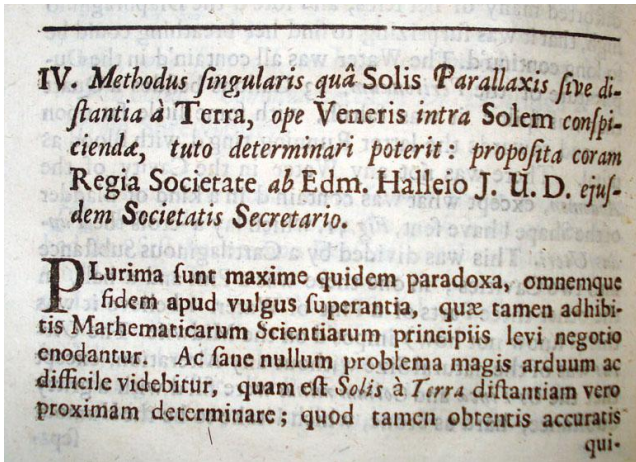 IV. Methodus ſingularis quâ Solis Parallaxis ſive di-
ſtantia à Terra, ope Veneris intra Solem conſpi-
ciendæ, tuto determinari poterit: propoſita coram
Regia Societate ab Edm. Halleio J. U. D. ejuſ-
dem Societatis Secretario.
PLurima ſunt maxime quidem paradoxa, omnemque
fidem apud vulgus ſuperantia, quæ tamen adhibi-
tis Mathematicarum Scientiarum principiis levi negotio
enodantur. Ac ſane nullum problema magis arduum ac
difficile videbitur, quam eſt Solis à Terra diſtantiam vero
proximam determinare; quod tamen obtentis accuratis
qui-